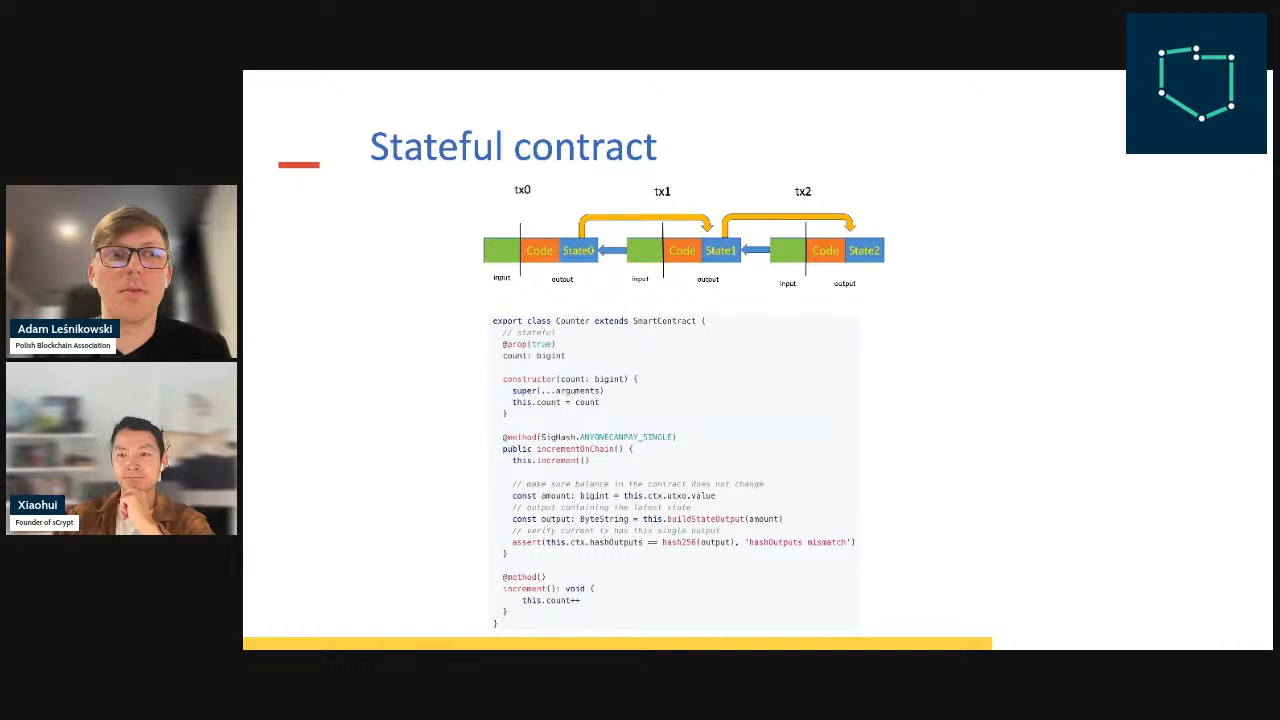 Stateful contract
tx0
tx1
tx2
Code
State0
Code
State1
Code
State2
input
output
input
output
input
output
export class Counter extends SmartContract {
// stateful
@prop(true)
count: bigint
constructor(count: bigint) {
super(...arguments)
this.count = count
}
@method(SigHash.ANYONECANPAY_SINGLE)
public incrementOnChain() {
this.increment()
// make sure balance in the contract does not change
const amount: bigint = this.ctx.utxo.value
// output containing the latest state
const output: ByteString = this.buildStateOutput(amount)
// verify current tx has this single output
assert(this.ctx.hashOutputs == hash256(output), 'hashOutputs mismatch')
}
@method()
increment(): void {
this.count++
}
}
Adam Leśnikowski
Polish Blockchain Association
Xiaohui
Founder of sCrypt